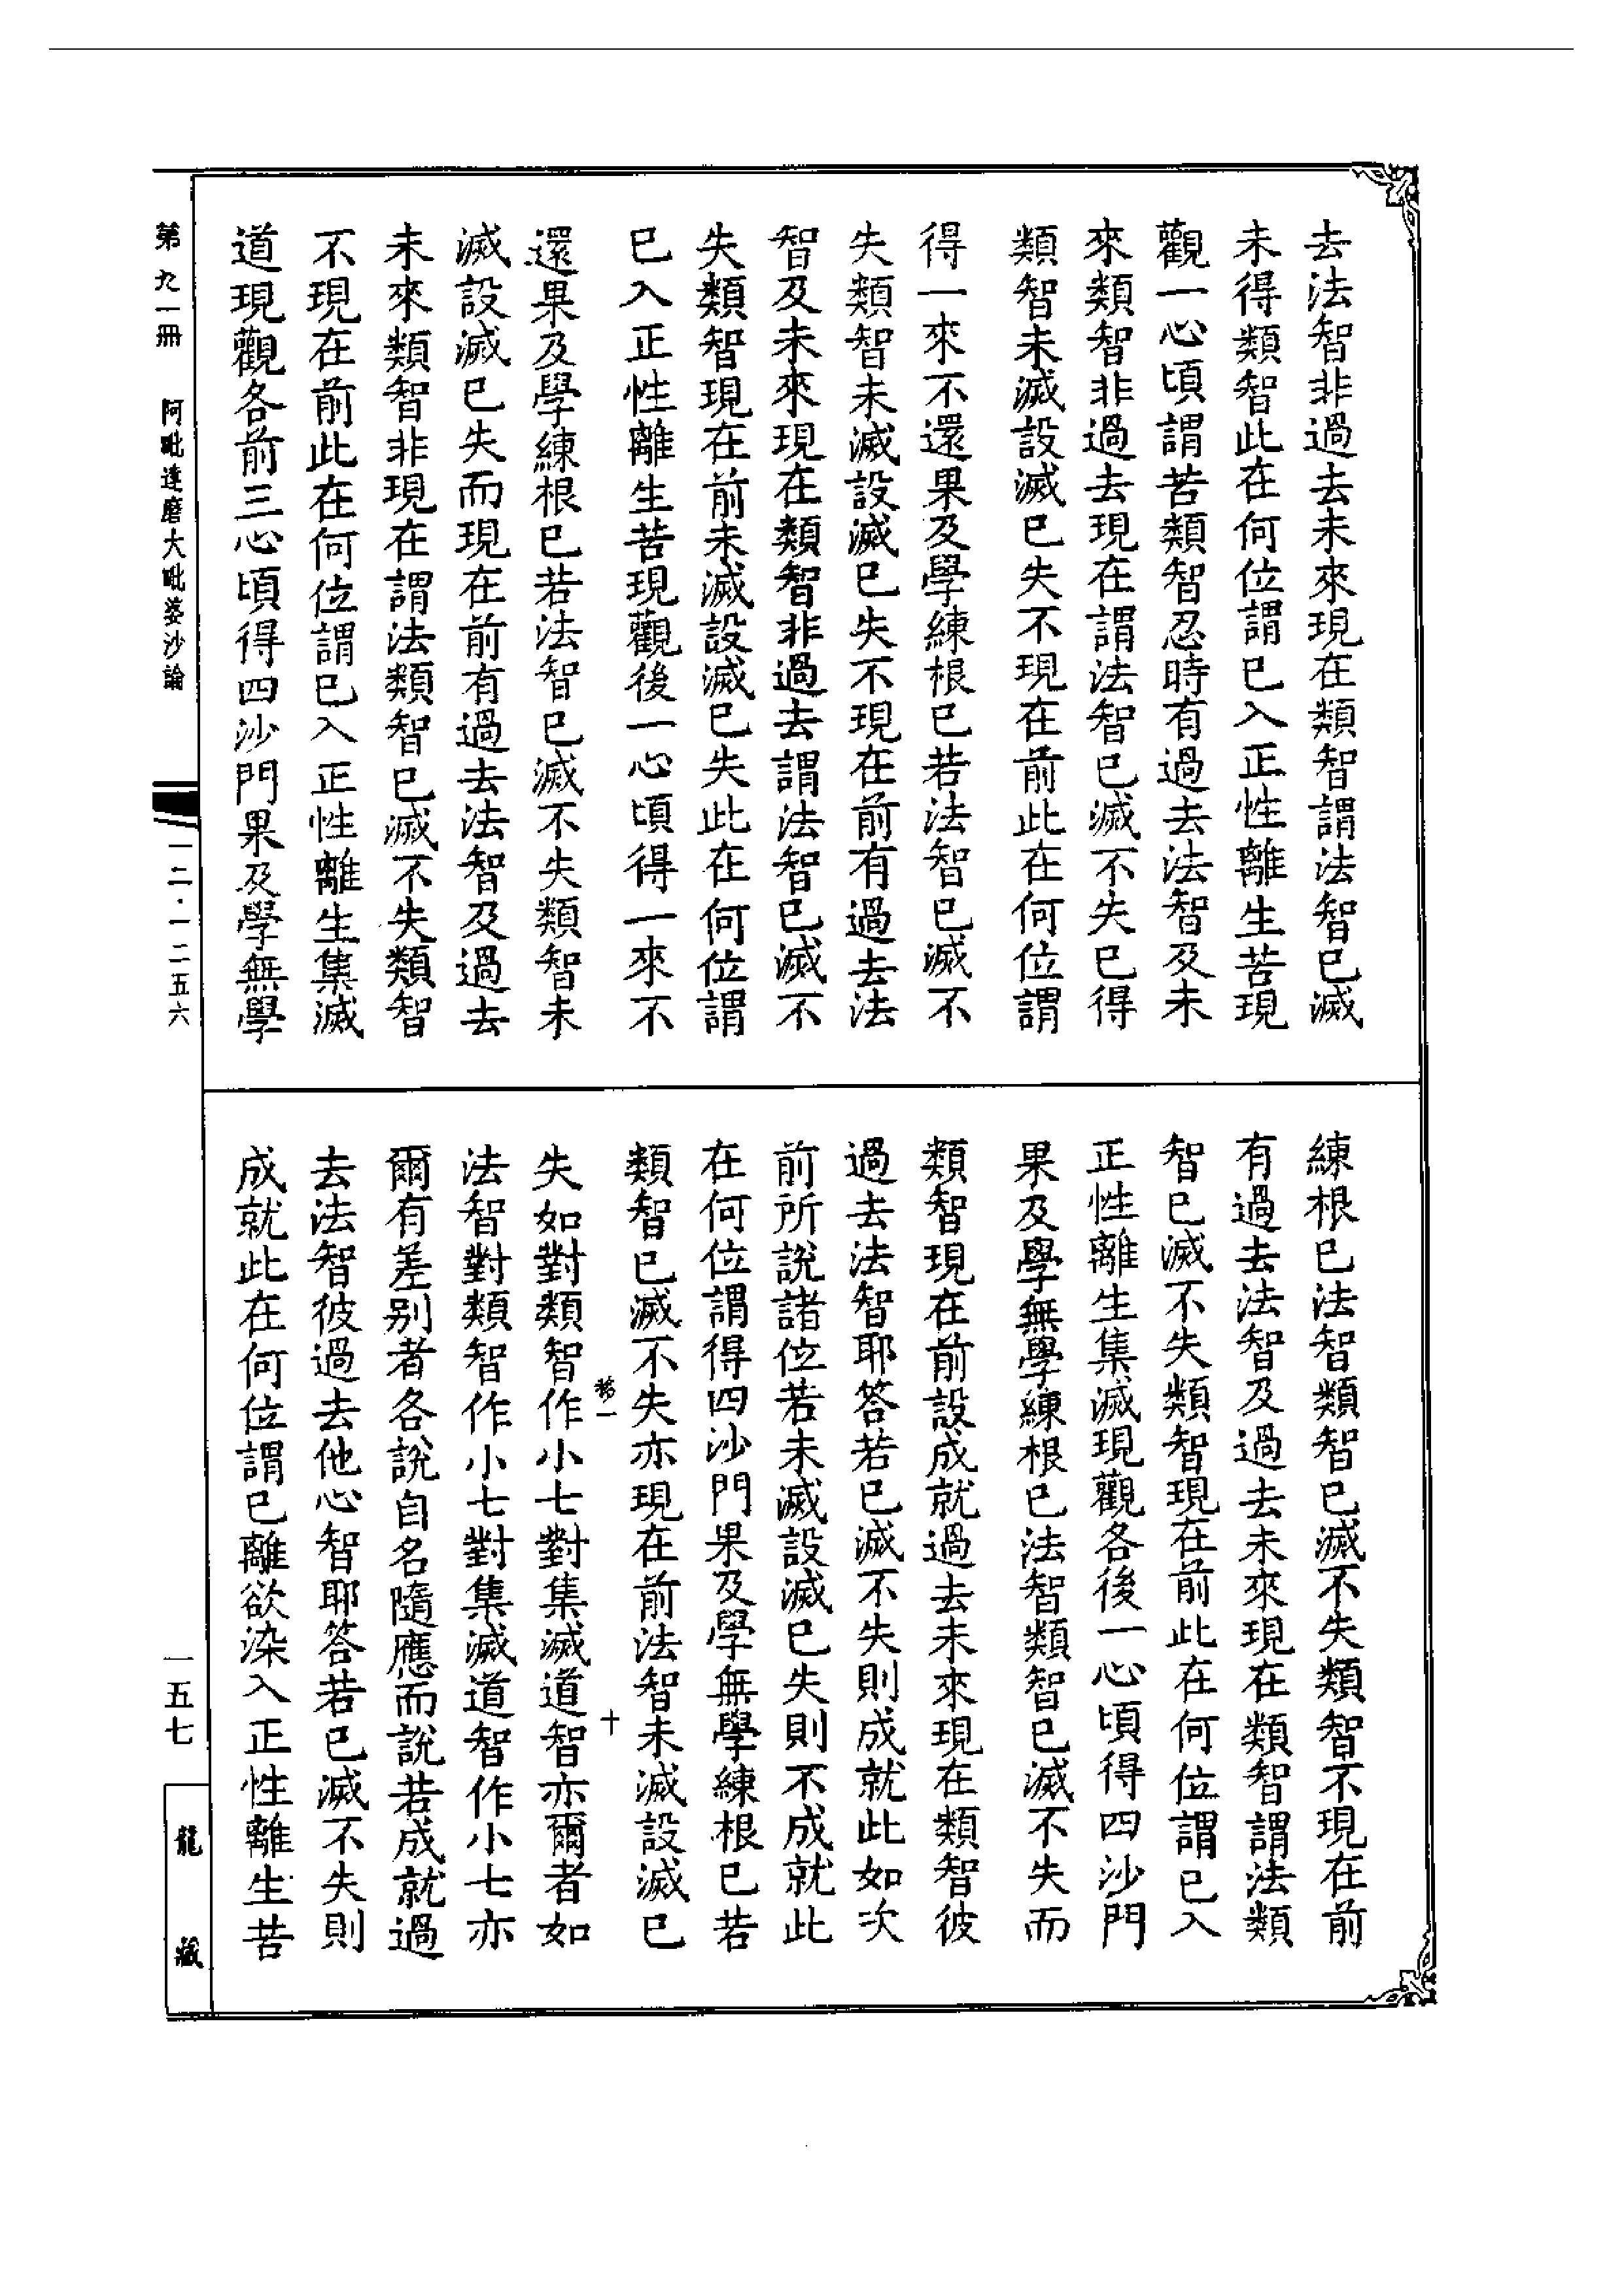 去法智非過去未來現在類智謂法智已滅
未得類智此在何位謂已入正性離生苦現
觀一心頃謂苦類智忍時有過去法智及未
來類智非過去現在謂法智已滅不失已得
類智未滅設滅已失不現在前此在何位謂
得一來不還果及學練根已若法智已滅不
失類智未滅設滅已失不現在前有過去法
智及未來現在類智非過去謂法智已滅不
失類智現在前未滅設滅已失此在何位謂
已入正性離生苦現觀後一心頃得一來不
還果及學練根已若法智已滅不失類智未
滅設滅已失而現在前有過去法智及過去
未來類智非現在謂法類智已滅不失類智
不現在前此在何位謂已入正性離生集滅
道現觀各前三心頃得四沙門果及學無學
練根已法智類智已滅不失類智不現在前
有過去法智及過去未來現在類智謂法類
智已滅不失類智現在前此在何位謂已入
正性離生集滅現觀各後一心頃得四沙門
果及學無學練根已法智類智已滅不失而
類智現在前設成就過去未來現在類智彼
過去法智耶答若已滅不失則成就此如次
前所說諸位若未滅設滅已失則不成就此
在何位謂得四沙門果及學無學練根已若
類智已滅不失亦現在前法智未滅設滅已
移一 十
失如對類智作小七對集滅道智亦爾者如
法智對類智作小七對集滅道智作小七亦
爾有差別者各說自名隨應而說若成就過
去法智彼過去他心智耶答若已滅不失則
成就此在何位謂已離欲染入正性離生苦
第九一冊 阿毗達磨大毗婆沙論
一二·一二五六
一五七
龍藏